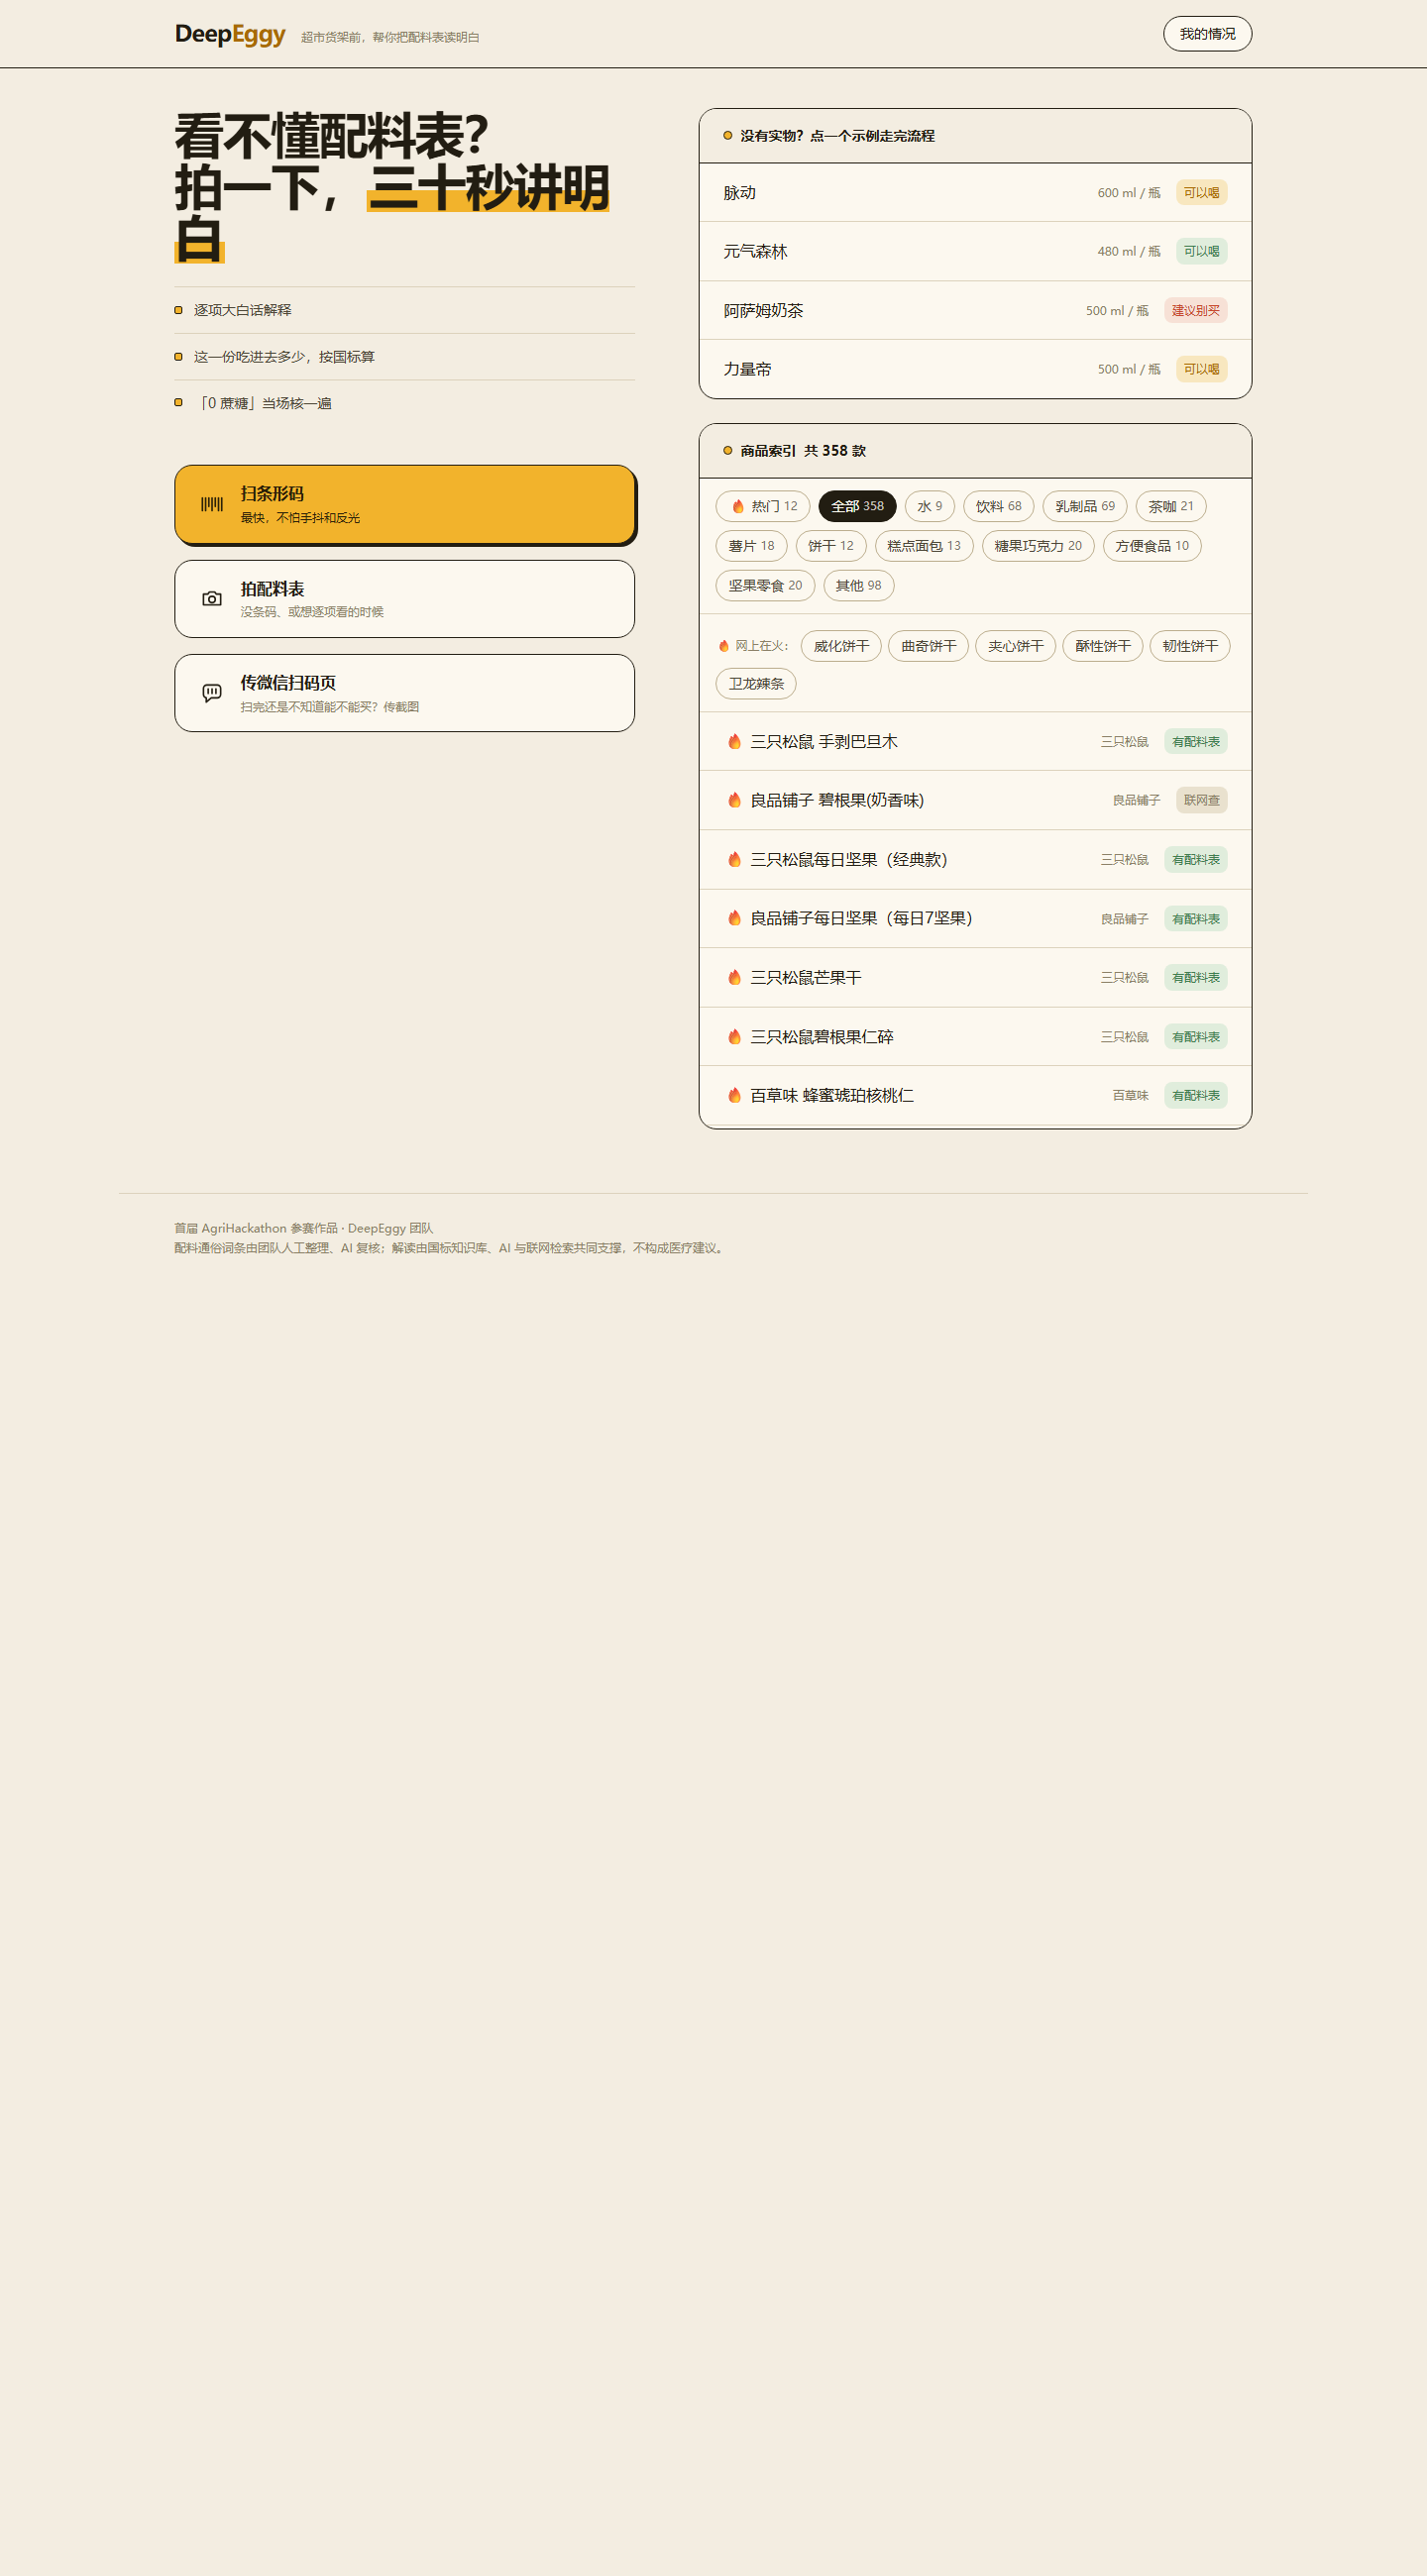 DeepEggy 超市货架前，帮你把配料表读明白
我的情况
看不懂配料表？
拍一下，三十秒讲明
白
逐项大白话解释
这一份吃进去多少，按国标算
「0 蔗糖」当场核一遍
扫条形码
最快，不怕手抖和反光
拍配料表
没条码、或想逐项看的时候
传微信扫码页
扫完还是不知道能不能买？传截图
没有实物？点一个示例走完流程
脉动 600 ml / 瓶 可以喝
元气森林 480 ml / 瓶 可以喝
阿萨姆奶茶 500 ml / 瓶 建议别买
力量帝 500 ml / 瓶 可以喝
商品索引 共 358 款
热门 12 全部 358 水 9 饮料 68 乳制品 69 茶咖 21
薯片 18 饼干 12 糕点面包 13 糖果巧克力 20 方便食品 10
坚果零食 20 其他 98
网上在火： 威化饼干 曲奇饼干 夹心饼干 酥性饼干 韧性饼干
卫龙辣条
三只松鼠 手剥巴旦木 三只松鼠 有配料表
良品铺子 碧根果(奶香味) 良品铺子 联网查
三只松鼠每日坚果（经典款） 三只松鼠 有配料表
良品铺子每日坚果（每日7坚果） 良品铺子 有配料表
三只松鼠芒果干 三只松鼠 有配料表
三只松鼠碧根果仁碎 三只松鼠 有配料表
百草味 蜂蜜琥珀核桃仁 百草味 有配料表
首届 AgriHackathon 参赛作品 · DeepEggy 团队
配料通俗词条由团队人工整理、AI 复核；解读由国标知识库、AI 与联网检索共同支撑，不构成医疗建议。